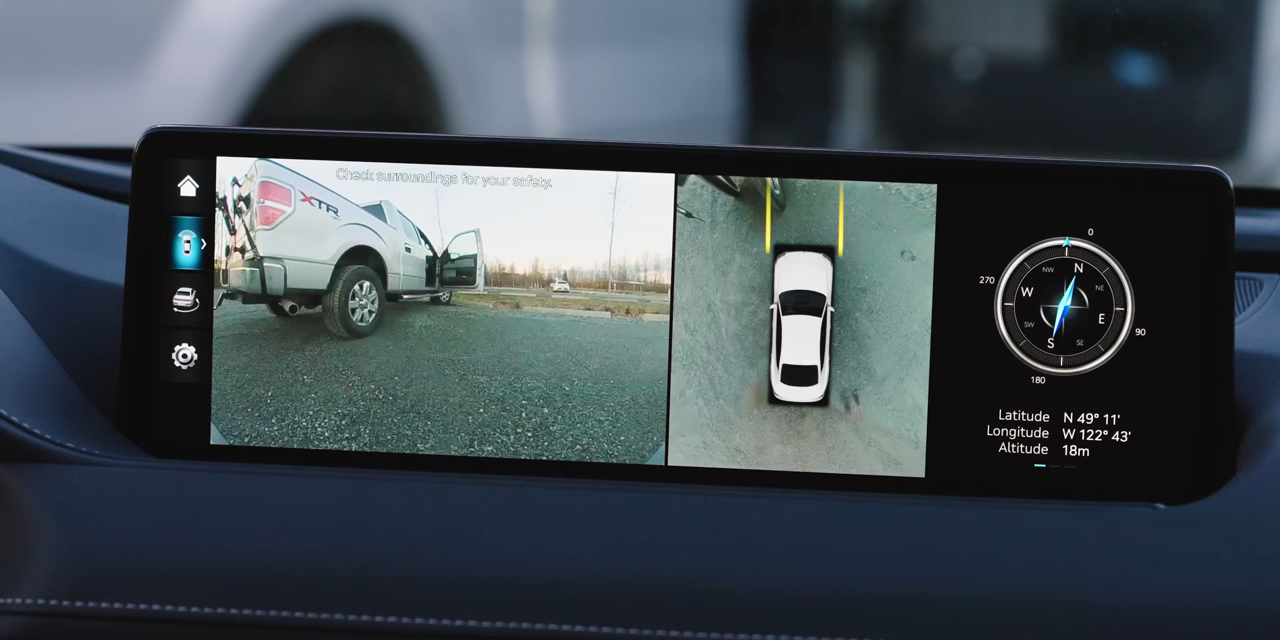 Check surroundings for your safety.
XTR
0
N
NW
NE
270
W
E
90
SW
SE
S
180
Latitude N 49° 11'
Longitude W 122° 43'
Altitude 18m